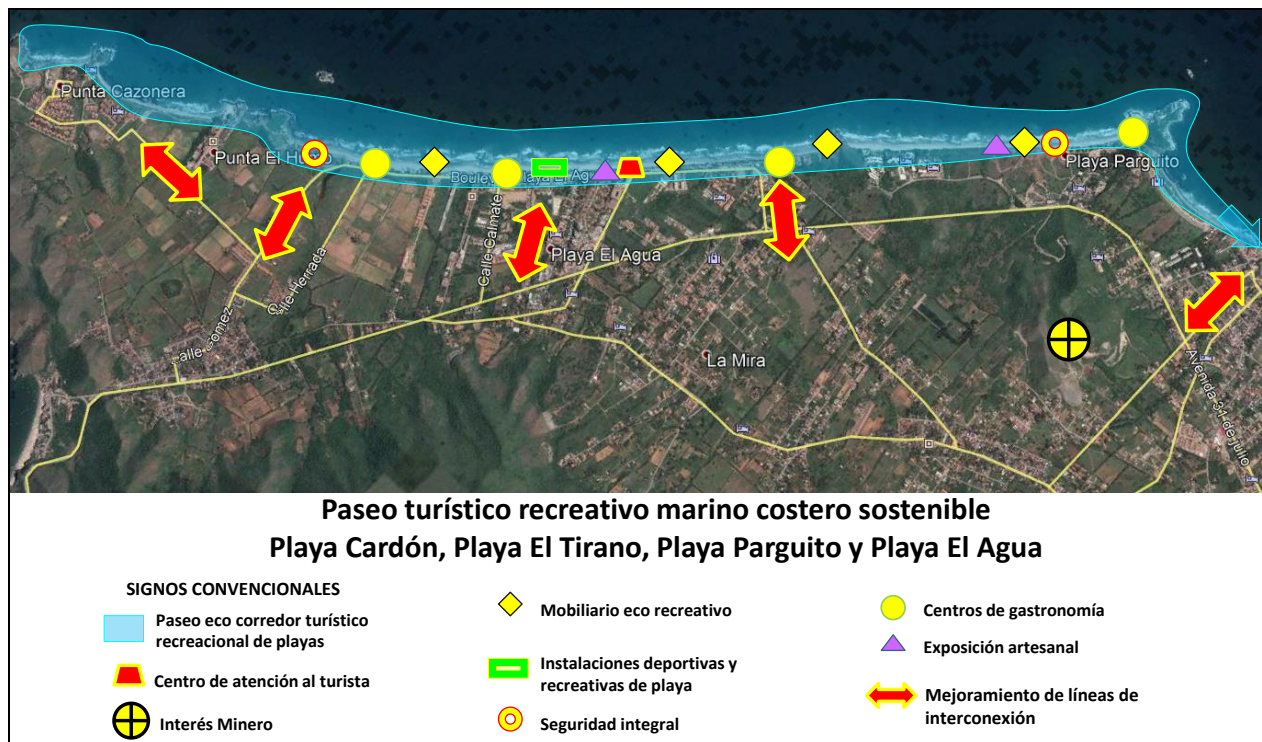 Punta Cazonera
Punta El Humo
Playa Parguito
Calle Calmate
Playa El Agua
Calle Herrada
Calle Gomez
La Mira
Avenida 31 de julio
Paseo turístico recreativo marino costero sostenible
Playa Cardón, Playa El Tirano, Playa Parguito y Playa El Agua
SIGNOS CONVENCIONALES
Paseo eco corredor turístico
recreacional de playas
Centro de atención al turista
Interés Minero
Mobiliario eco recreativo
Instalaciones deportivas y
recreativas de playa
Seguridad integral
Centros de gastronomía
Exposición artesanal
Mejoramiento de líneas de
interconexión